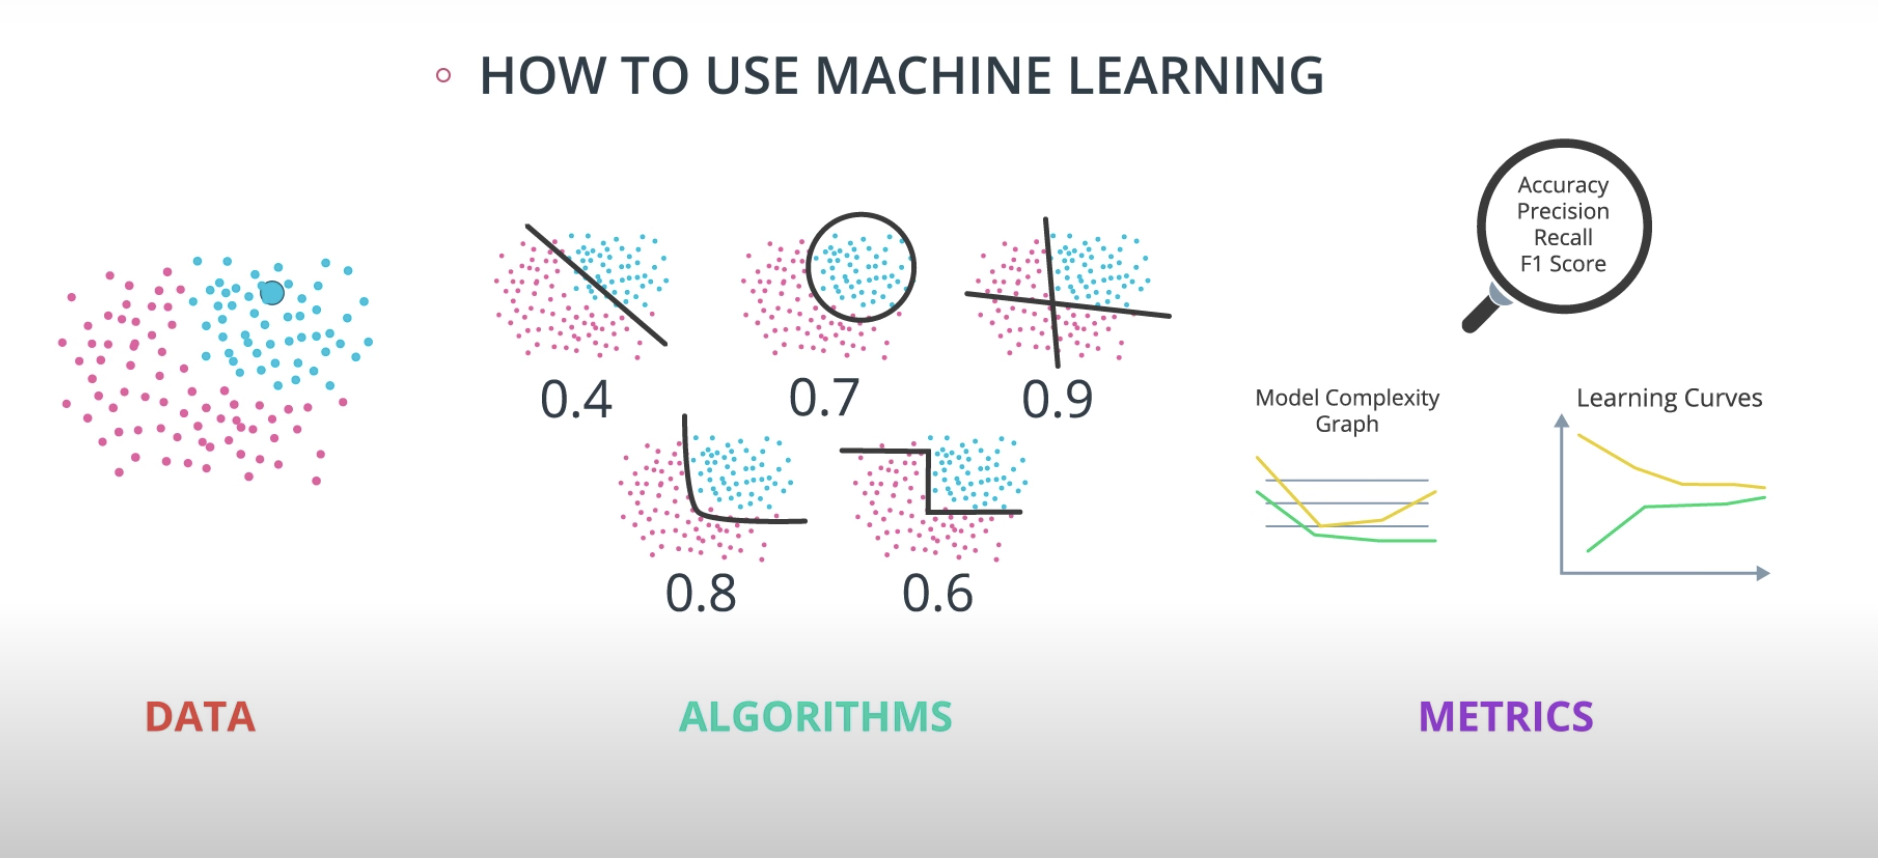 HOW TO USE MACHINE LEARNING
Accuracy
Precision
Recall
F1 Score
0.4
0.7
0.9
Model Complexity
Graph
Learning Curves
0.8
0.6
DATA
ALGORITHMS
METRICS